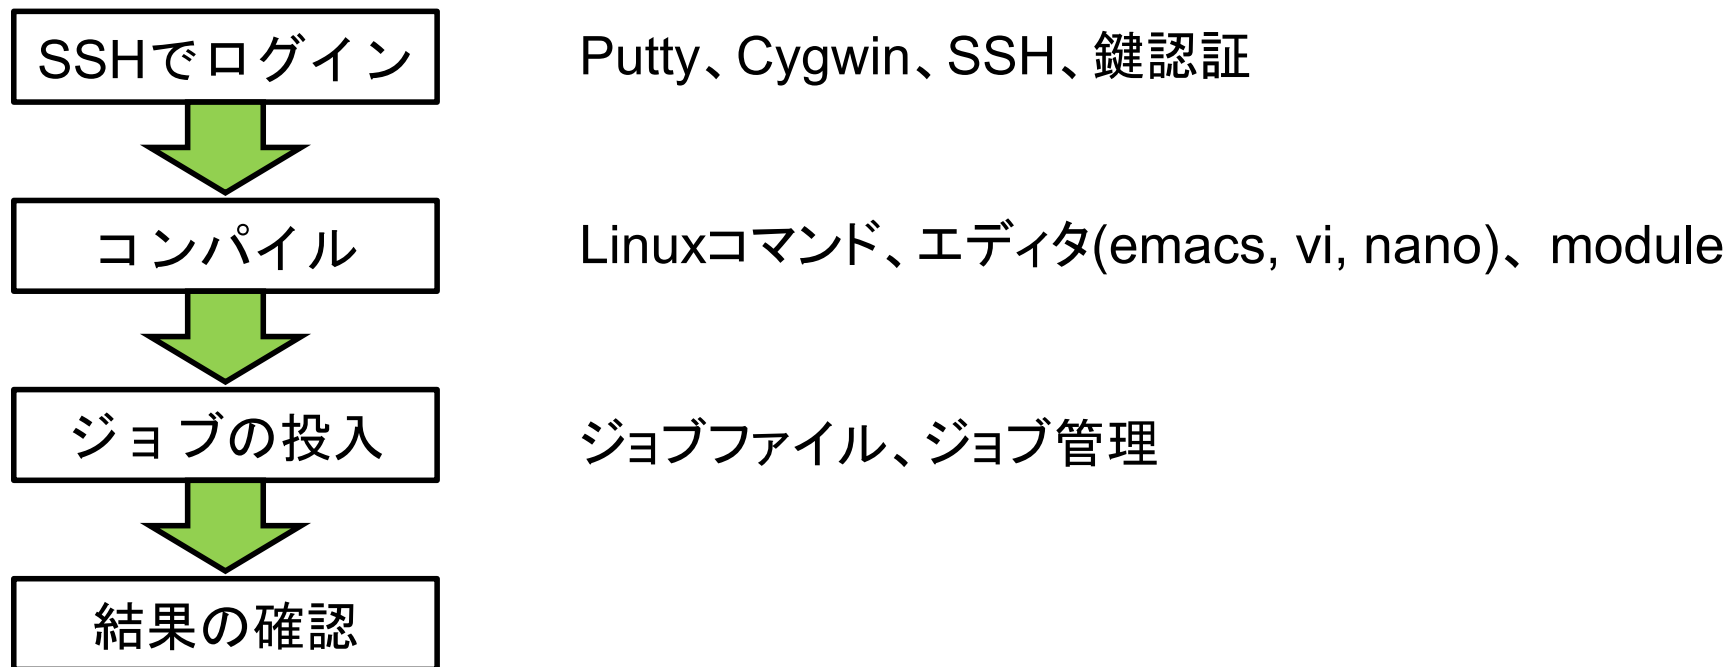 SSHでログイン
Putty、Cygwin、SSH、鍵認証
コンパイル
Linuxコマンド、エディタ(emacs, vi, nano)、module
ジョブの投入
ジョブファイル、ジョブ管理
結果の確認